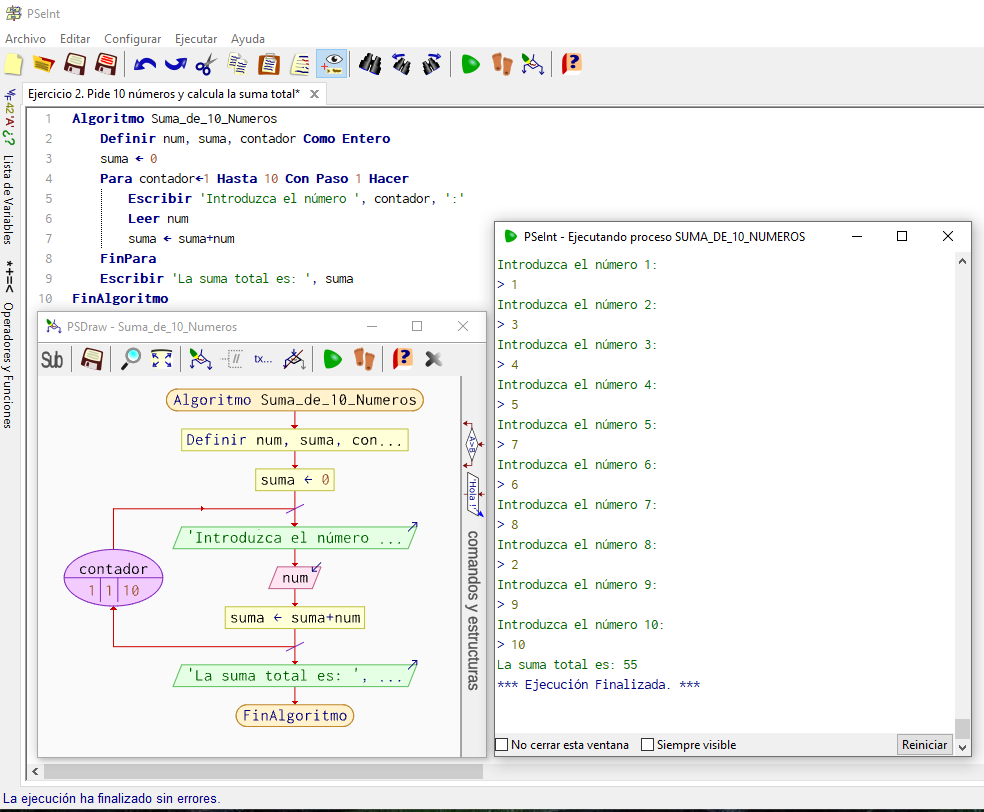 PSeInt
Archivo Editar Configurar Ejecutar Ayuda
Ejercicio 2. Pide 10 números y calcula la suma total*
42
'A'
¿?
Lista de Variables
*+=<
Operadores y Funciones
1 Algoritmo Suma_de_10_Numeros
2 Definir num, suma, contador Como Entero
3 suma ← 0
4 Para contador←1 Hasta 10 Con Paso 1 Hacer
5 Escribir 'Introduzca el número ', contador, ':'
6 Leer num
7 suma ← suma+num
8 FinPara
9 Escribir 'La suma total es: ', suma
10 FinAlgoritmo
PSDraw - Suma_de_10_Numeros
Sub
//
tx...
Algoritmo Suma_de_10_Numeros
Definir num, suma, con...
suma ← 0
'Introduzca el número ...
contador
1 1 10
num
suma ← suma+num
'La suma total es: ', ...
FinAlgoritmo
A>B
'Hola !'
comandos y estructuras
PSeInt - Ejecutando proceso SUMA_DE_10_NUMEROS
Introduzca el número 1:
> 1
Introduzca el número 2:
> 3
Introduzca el número 3:
> 4
Introduzca el número 4:
> 5
Introduzca el número 5:
> 7
Introduzca el número 6:
> 6
Introduzca el número 7:
> 8
Introduzca el número 8:
> 2
Introduzca el número 9:
> 9
Introduzca el número 10:
> 10
La suma total es: 55
*** Ejecución Finalizada. ***
No cerrar esta ventana Siempre visible Reiniciar
La ejecución ha finalizado sin errores.